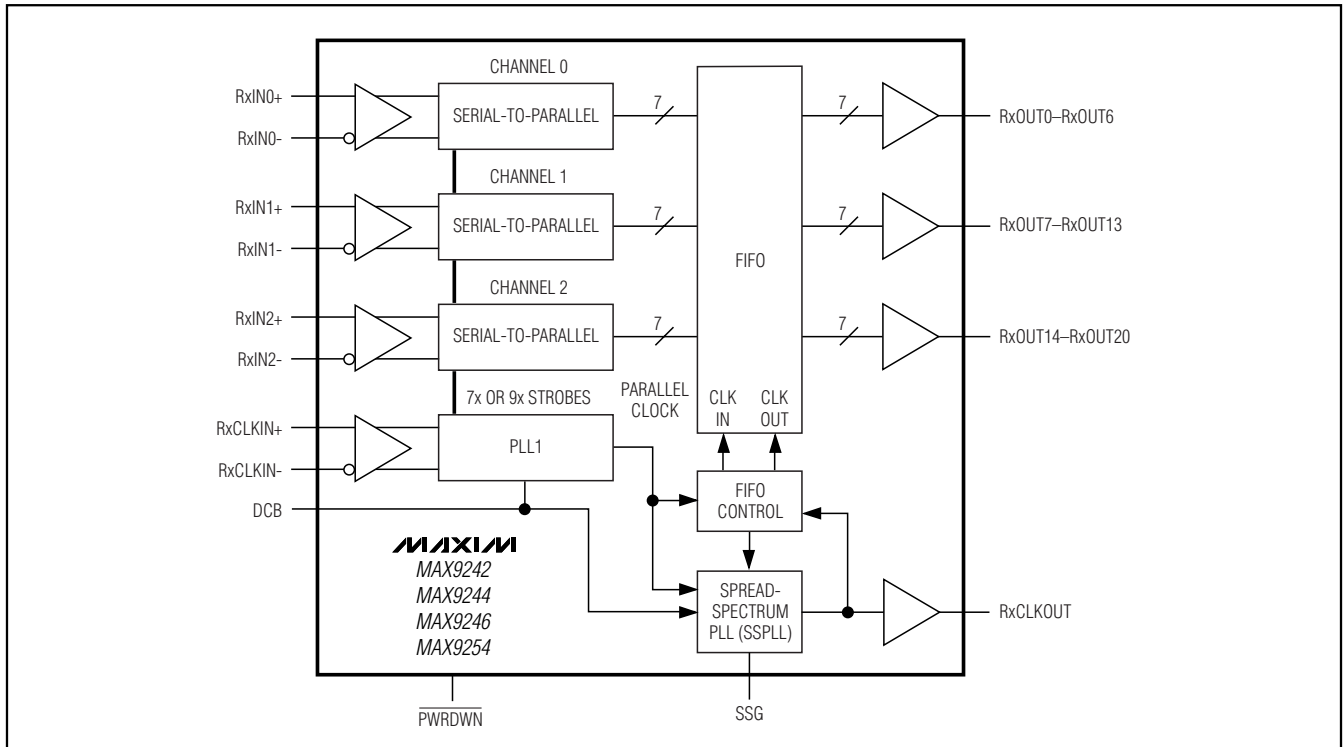 CHANNEL 0
RxIN0+
RxIN0-
SERIAL-TO-PARALLEL
7
7
RxOUT0–RxOUT6
CHANNEL 1
RxIN1+
RxIN1-
SERIAL-TO-PARALLEL
7
7
RxOUT7–RxOUT13
FIFO
CHANNEL 2
RxIN2+
RxIN2-
SERIAL-TO-PARALLEL
7
7
RxOUT14–RxOUT20
7x OR 9x STROBES
PARALLEL
CLOCK
CLK
IN
CLK
OUT
RxCLKIN+
RxCLKIN-
PLL1
DCB
FIFO
CONTROL
MAXIM
MAX9242
MAX9244
MAX9246
MAX9254
SPREAD-
SPECTRUM
PLL (SSPLL)
RxCLKOUT
PWRDWN
SSG